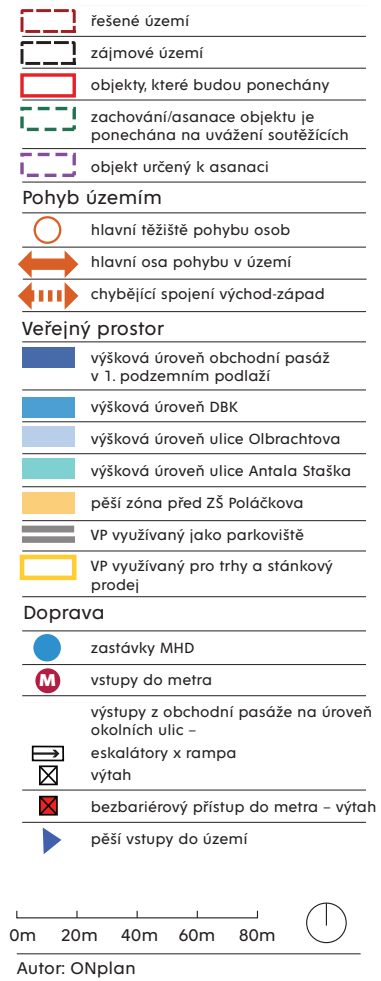 řešené území
zájmové území
objekty, které budou ponechány
zachování/asanace objektu je
ponechána na uvážení soutěžících
objekt určený k asanaci
Pohyb územím
hlavní těžiště pohybu osob
hlavní osa pohybu v území
chybějící spojení východ-západ
Veřejný prostor
výšková úroveň obchodní pasáž
v 1. podzemním podlaží
výšková úroveň DBK
výšková úroveň ulice Olbrachtova
výšková úroveň ulice Antala Staška
pěší zóna před ZŠ Poláčkova
VP využívaný jako parkoviště
VP využívaný pro trhy a stánkový
prodej
Doprava
zastávky MHD
M vstupy do metra
výstupy z obchodní pasáže na úroveň
okolních ulic –
eskalátory x rampa
výtah
bezbariérový přístup do metra – výtah
pěší vstupy do území
0m 20m 40m 60m 80m
Autor: ONplan